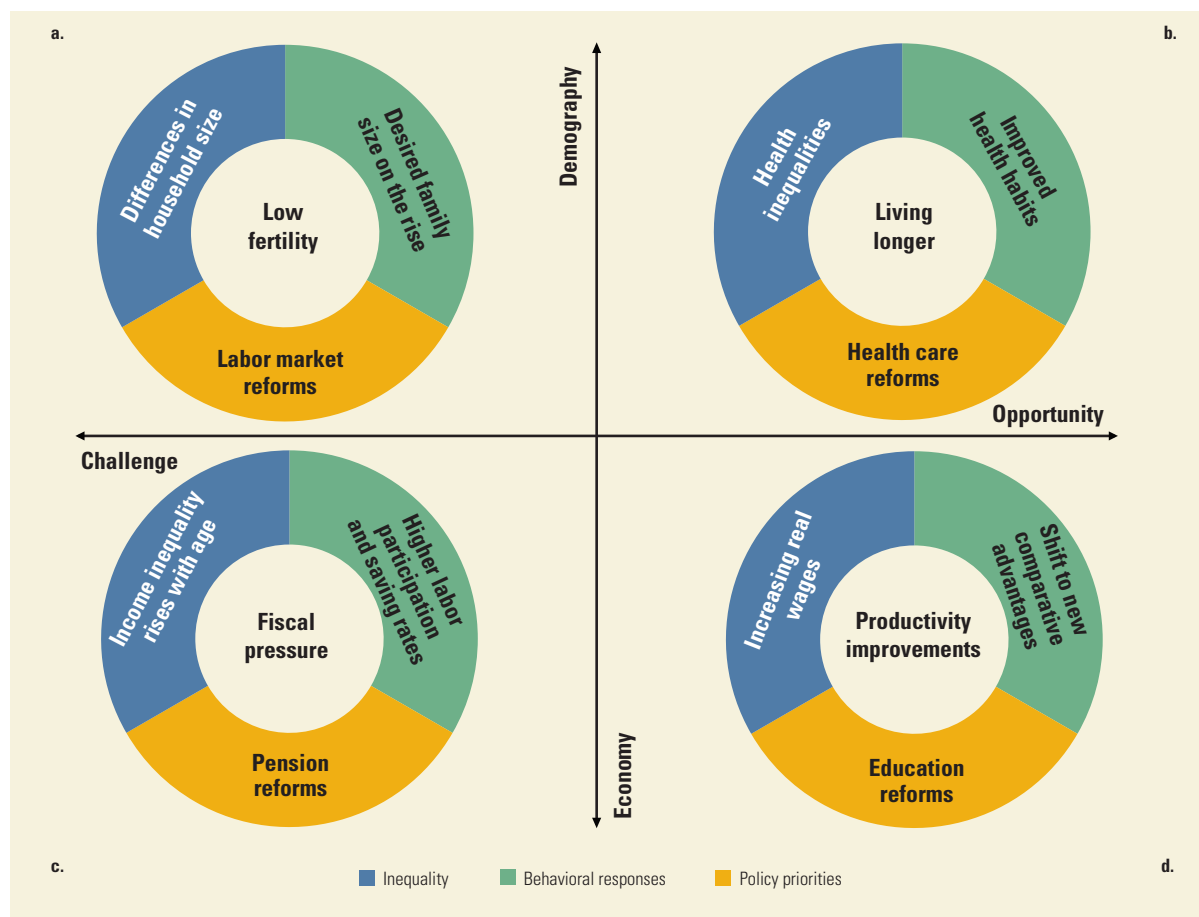 a.
b.
Differences in
household size
Desired family
size on the rise
Low
fertility
Labor market
reforms
Demography
Health
inequalities
Improved
health habits
Living
longer
Health care
reforms
Challenge
Opportunity
Income inequality
rises with age
Higher labor
participation
and saving rates
Fiscal
pressure
Pension
reforms
Economy
Increasing real
wages
Shift to new
comparative
advantages
Productivity
improvements
Education
reforms
c.
d.
Inequality
Behavioral responses
Policy priorities